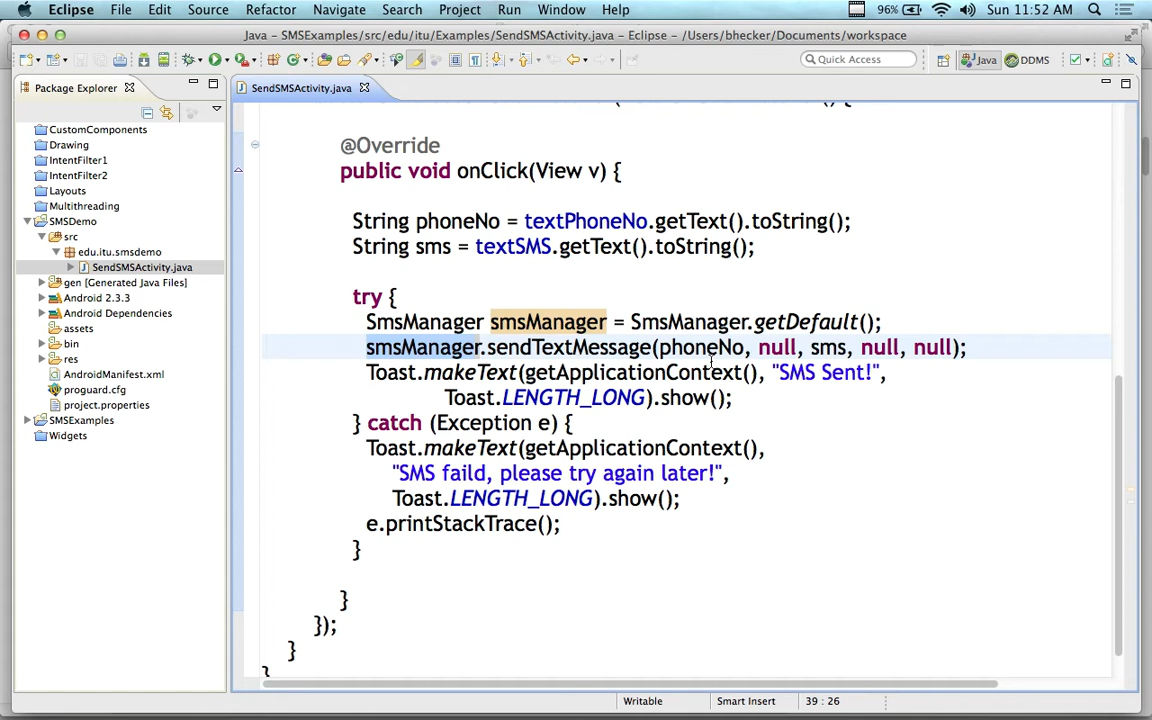 Eclipse File Edit Source Refactor Navigate Search Project Run Window Help 96% Sun 11:52 AM
Java – SMSExamples/src/edu/itu/Examples/SendSMSActivity.java – Eclipse – /Users/bhecker/Documents/workspace
Quick Access Java DDMS
Package Explorer
SendSMSActivity.java
CustomComponents
Drawing
IntentFilter1
IntentFilter2
Layouts
Multithreading
SMSDemo
src
edu.itu.smsdemo
SendSMSActivity.java
gen [Generated Java Files]
Android 2.3.3
Android Dependencies
assets
bin
res
AndroidManifest.xml
proguard.cfg
project.properties
SMSExamples
Widgets
@Override
public void onClick(View v) {
String phoneNo = textPhoneNo.getText().toString();
String sms = textSMS.getText().toString();
try {
SmsManager smsManager = SmsManager.getDefault();
smsManager.sendTextMessage(phoneNo, null, sms, null, null);
Toast.makeText(getApplicationContext(), "SMS Sent!",
Toast.LENGTH_LONG).show();
} catch (Exception e) {
Toast.makeText(getApplicationContext(),
"SMS faild, please try again later!",
Toast.LENGTH_LONG).show();
e.printStackTrace();
}
}
});
}
}
Writable Smart Insert 39 : 26